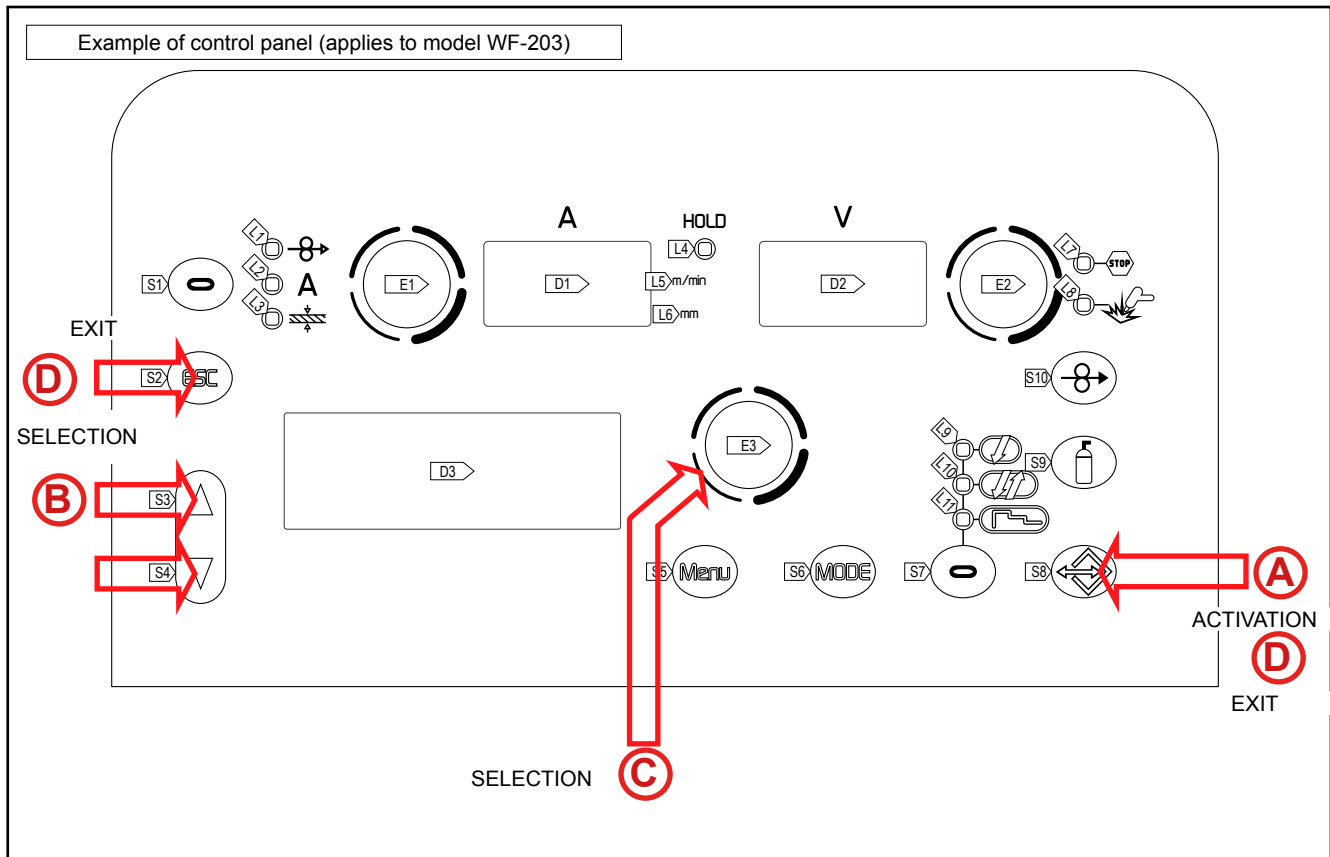 Example of control panel (applies to model WF-203)
A HOLD V
L1
L2 A
L3
S1
E1
D1
L4
L5 m/min
L6 mm
D2
E2
L7 STOP
L8
EXIT
D S2 ESC
S10
SELECTION
B S3
S4
D3
E3
L9
L10
L11
S9
S5 Menu
S6 MODE
S7
S8
A
ACTIVATION
D
EXIT
SELECTION C